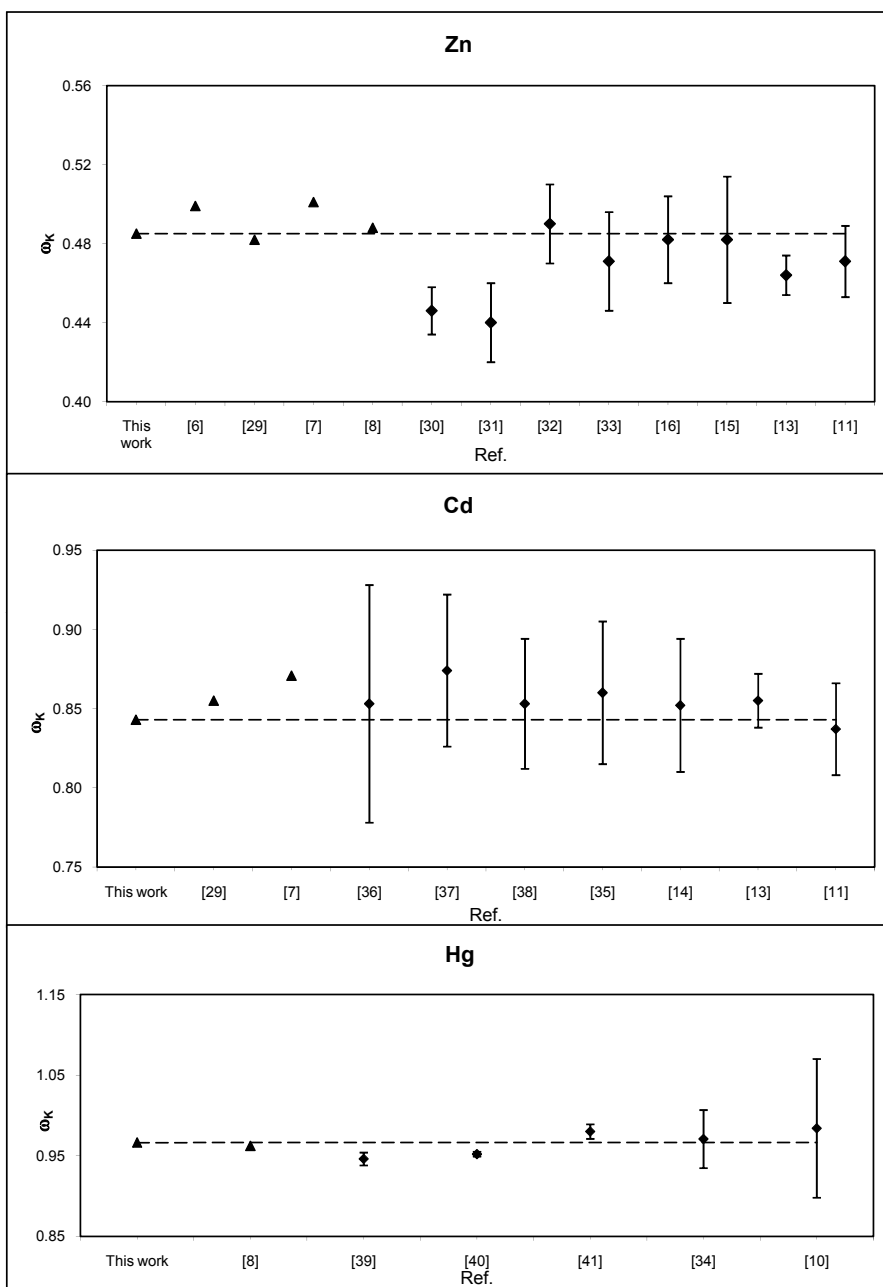 Zn
0.56
0.52
0.48
0.44
0.40
ωK
This work [6] [29] [7] [8] [30] [31] [32] [33] [16] [15] [13] [11]
Ref.
Cd
0.95
0.90
0.85
0.80
0.75
ωK
This work [29] [7] [36] [37] [38] [35] [14] [13] [11]
Ref.
Hg
1.15
1.05
0.95
0.85
ωK
This work [8] [39] [40] [41] [34] [10]
Ref.